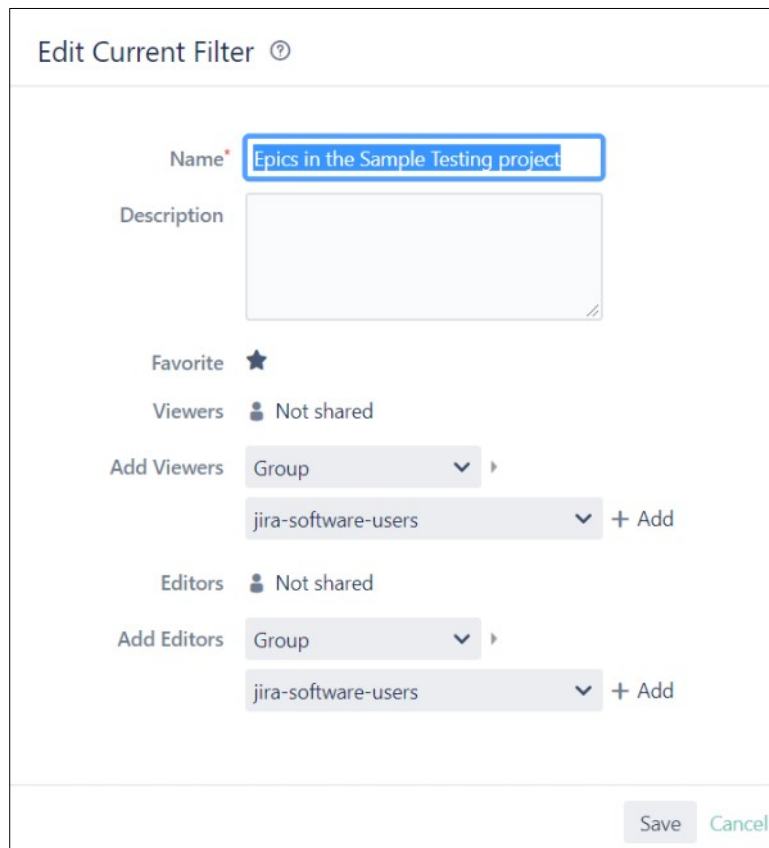 Edit Current Filter ?
Name* Epics in the Sample Testing project
Description
Favorite
Viewers Not shared
Add Viewers Group
jira-software-users + Add
Editors Not shared
Add Editors Group
jira-software-users + Add
Save Cancel